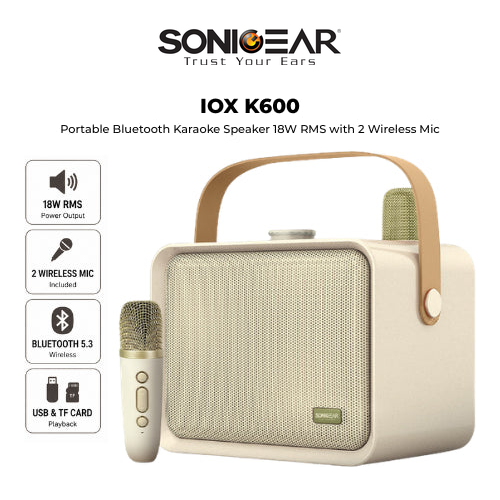 SONICGEAR®
Trust Your Ears
IOX K600
Portable Bluetooth Karaoke Speaker 18W RMS with 2 Wireless Mic
18W RMS
Power Output
2 WIRELESS MIC
Included
BLUETOOTH 5.3
Wireless
USB & TF CARD
Playback
SONICGEAR